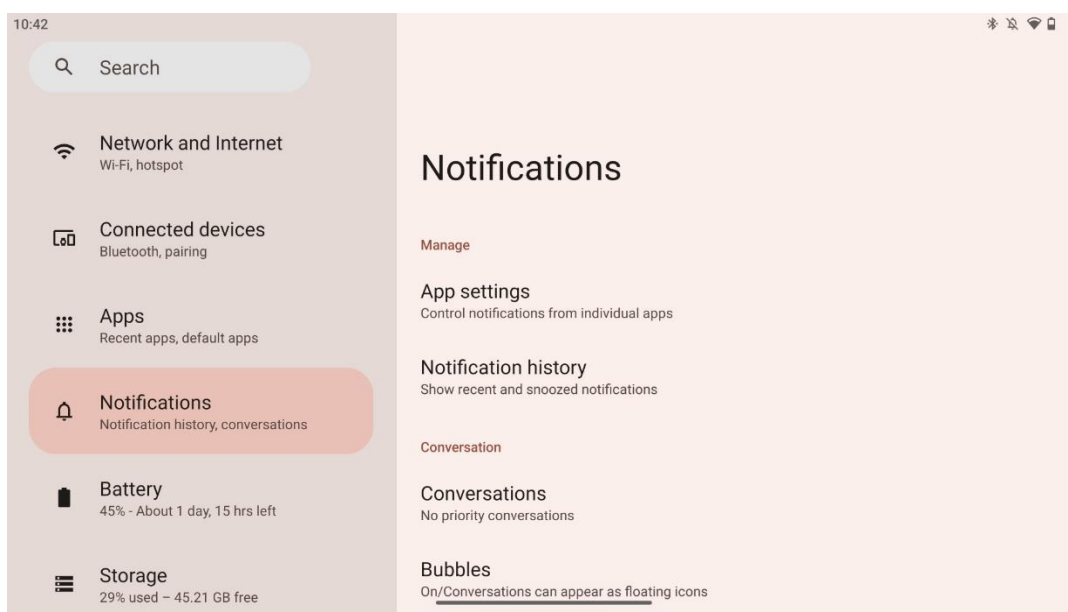 10:42
Search
Network and Internet
Wi-Fi, hotspot
Connected devices
Bluetooth, pairing
Apps
Recent apps, default apps
Notifications
Notification history, conversations
Battery
45% - About 1 day, 15 hrs left
Storage
29% used – 45.21 GB free
Notifications
Manage
App settings
Control notifications from individual apps
Notification history
Show recent and snoozed notifications
Conversation
Conversations
No priority conversations
Bubbles
On/Conversations can appear as floating icons